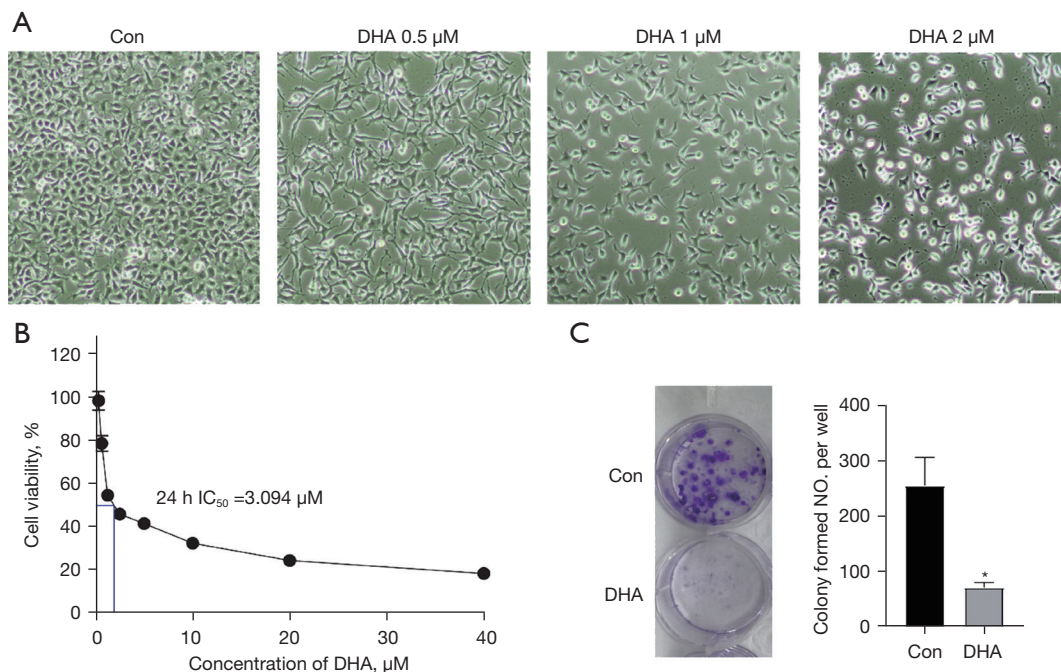 A
Con
DHA 0.5 μM
DHA 1 μM
DHA 2 μM
B
Cell viability, %
120
100
80
60
40
20
0
24 h IC₅₀ =3.094 μM
0
10
20
30
40
Concentration of DHA, μM
C
Con
DHA
Colony formed NO. per well
400
300
200
100
0
*
Con
DHA